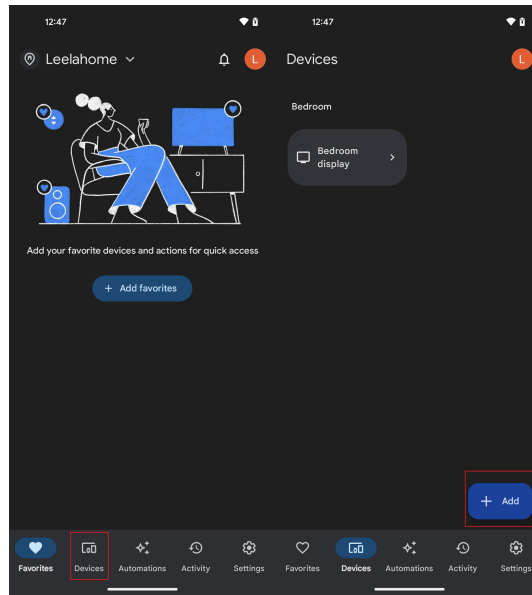 12:47
Leelahome
L
Add your favorite devices and actions for quick access
+ Add favorites
Favorites Devices Automations Activity Settings
12:47
Devices
L
Bedroom
Bedroom
display
+ Add
Favorites Devices Automations Activity Settings